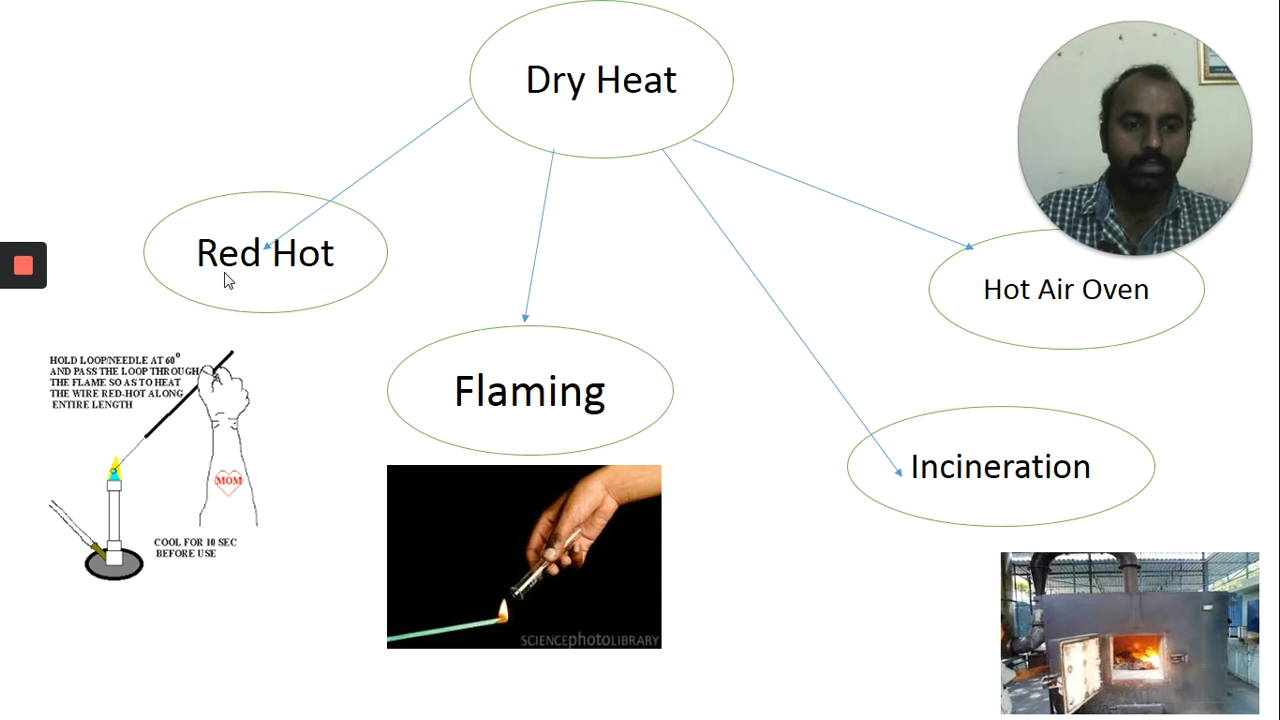 Dry Heat
Red Hot
Hot Air Oven
HOLD LOOP/NEEDLE AT 60°
AND PASS THE LOOP THROUGH
THE FLAME SO AS TO HEAT
THE WIRE RED-HOT ALONG
ENTIRE LENGTH
Flaming
Incineration
MOM
COOL FOR 10 SEC
BEFORE USE
SCIENCEphotoLIBRARY